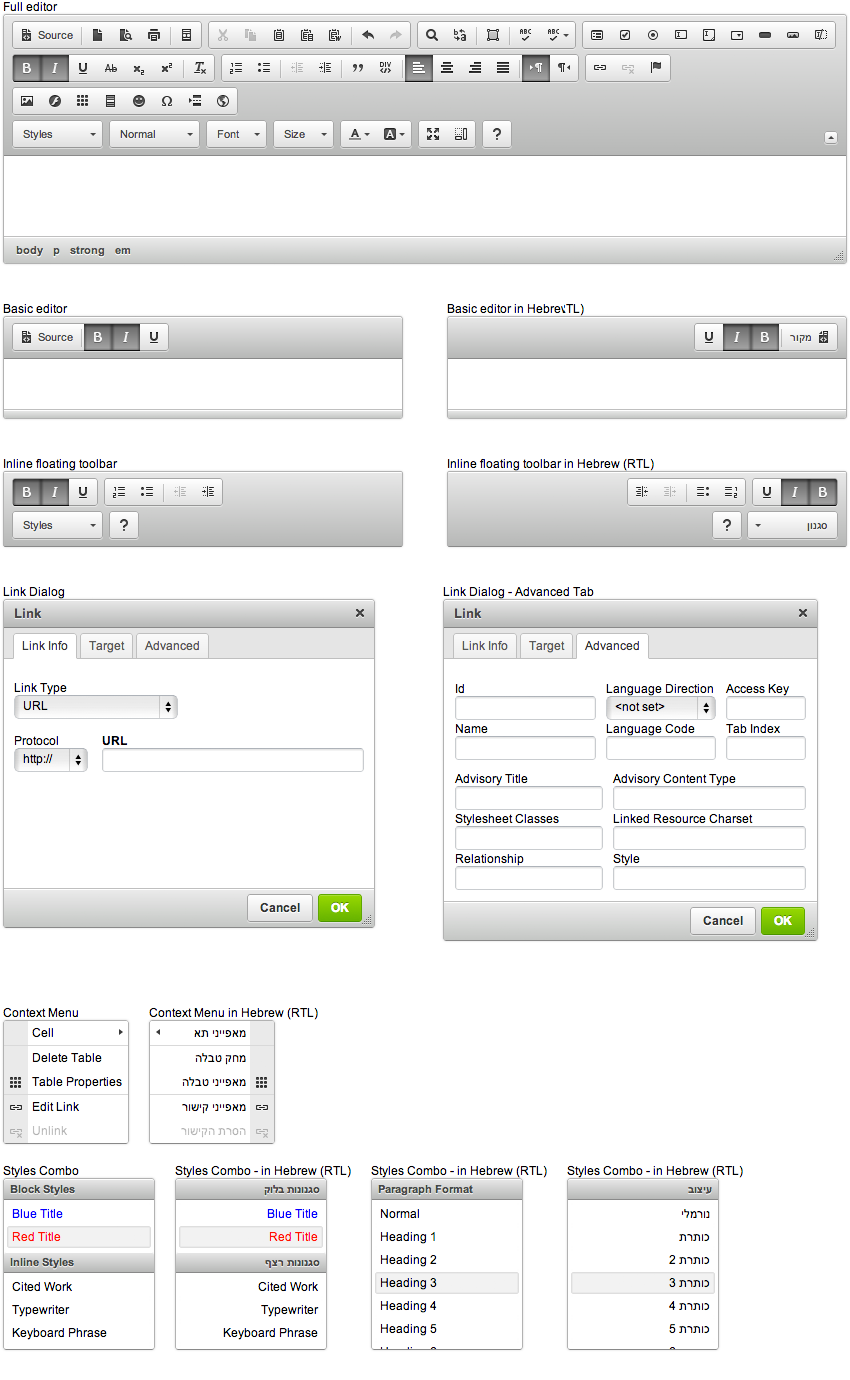 Full editor
Source
ABC ABC
B I U Ab x₂ x² Tx DIV
Styles Normal Font Size A A ?
body p strong em
Basic editor
Basic editor in Hebre TL)
Source B I U
U I B מקור
Inline floating toolbar
Inline floating toolbar in Hebrew (RTL)
B I U
U I B
Styles ?
? סגנון
Link Dialog
Link
Link Info Target Advanced
Link Type
URL
Protocol URL
http://
Cancel OK
Link Dialog - Advanced Tab
Link
Link Info Target Advanced
Id Language Direction Access Key
<not set>
Name Language Code Tab Index
Advisory Title Advisory Content Type
Stylesheet Classes Linked Resource Charset
Relationship Style
Cancel OK
Context Menu
Cell
Delete Table
Table Properties
Edit Link
Unlink
Context Menu in Hebrew (RTL)
מאפייני תא
מחק טבלה
מאפייני טבלה
מאפייני קישור
הסרת הקישור
Styles Combo
Block Styles
Blue Title
Red Title
Inline Styles
Cited Work
Typewriter
Keyboard Phrase
Styles Combo - in Hebrew (RTL)
סגנונות בלוק
Blue Title
Red Title
סגנונות רצף
Cited Work
Typewriter
Keyboard Phrase
Styles Combo - in Hebrew (RTL)
Paragraph Format
Normal
Heading 1
Heading 2
Heading 3
Heading 4
Heading 5
Styles Combo - in Hebrew (RTL)
עיצוב
נורמלי
כותרת
כותרת 2
כותרת 3
כותרת 4
כותרת 5